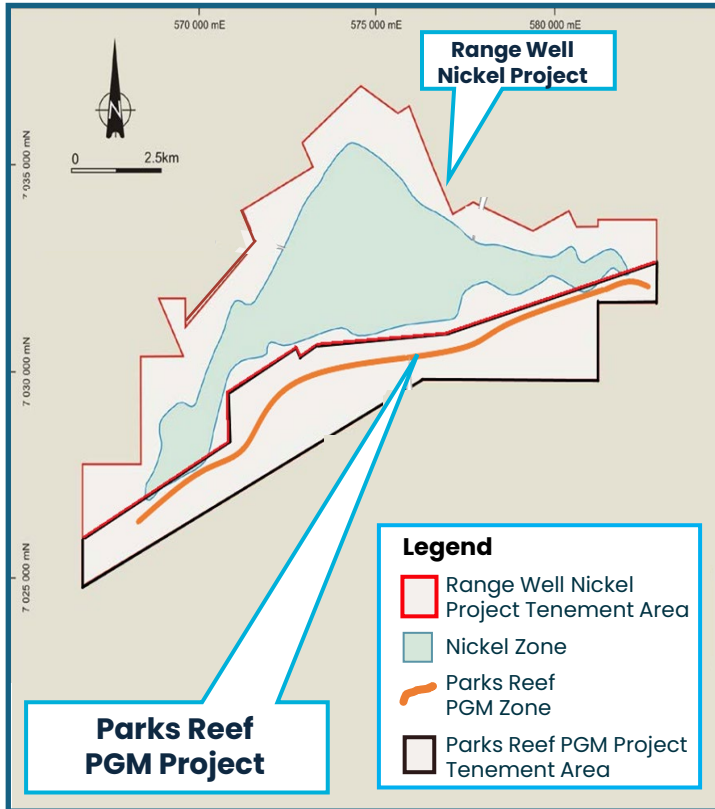 570 000 mE
575 000 mE
580 000 mE
Range Well
Nickel Project
N
0
2.5km
7 035 000 mN
7 030 000 mN
7 025 000 mN
Parks Reef
PGM Project
Legend
Range Well Nickel
Project Tenement Area
Nickel Zone
Parks Reef
PGM Zone
Parks Reef PGM Project
Tenement Area